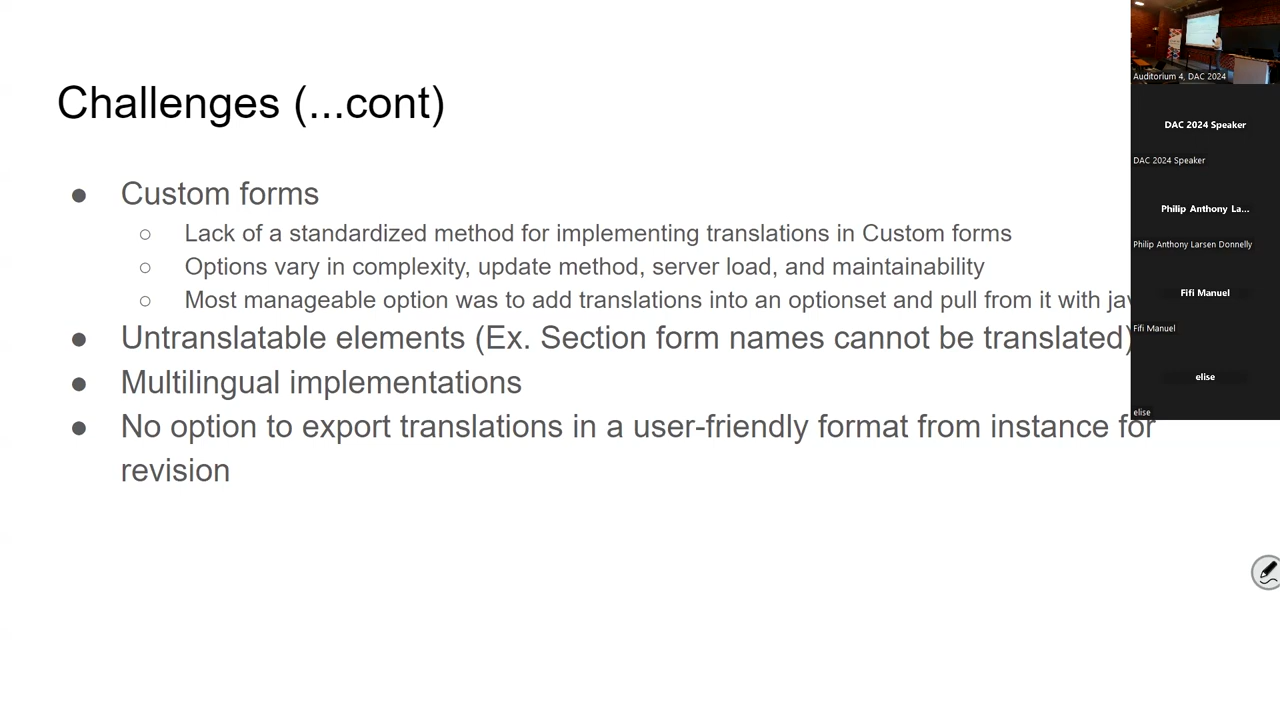 Challenges (...cont)
● Custom forms
○ Lack of a standardized method for implementing translations in Custom forms
○ Options vary in complexity, update method, server load, and maintainability
○ Most manageable option was to add translations into an optionset and pull from it with
● Untranslatable elements (Ex. Section form names cannot be translated)
● Multilingual implementations
● No option to export translations in a user-friendly format from instance for
revision
Auditorium 4, DAC 2024
DAC 2024 Speaker
DAC 2024 Speaker
Philip Anthony La...
Philip Anthony Larsen Donnelly
Fifi Manuel
Fifi Manuel
elise
elise